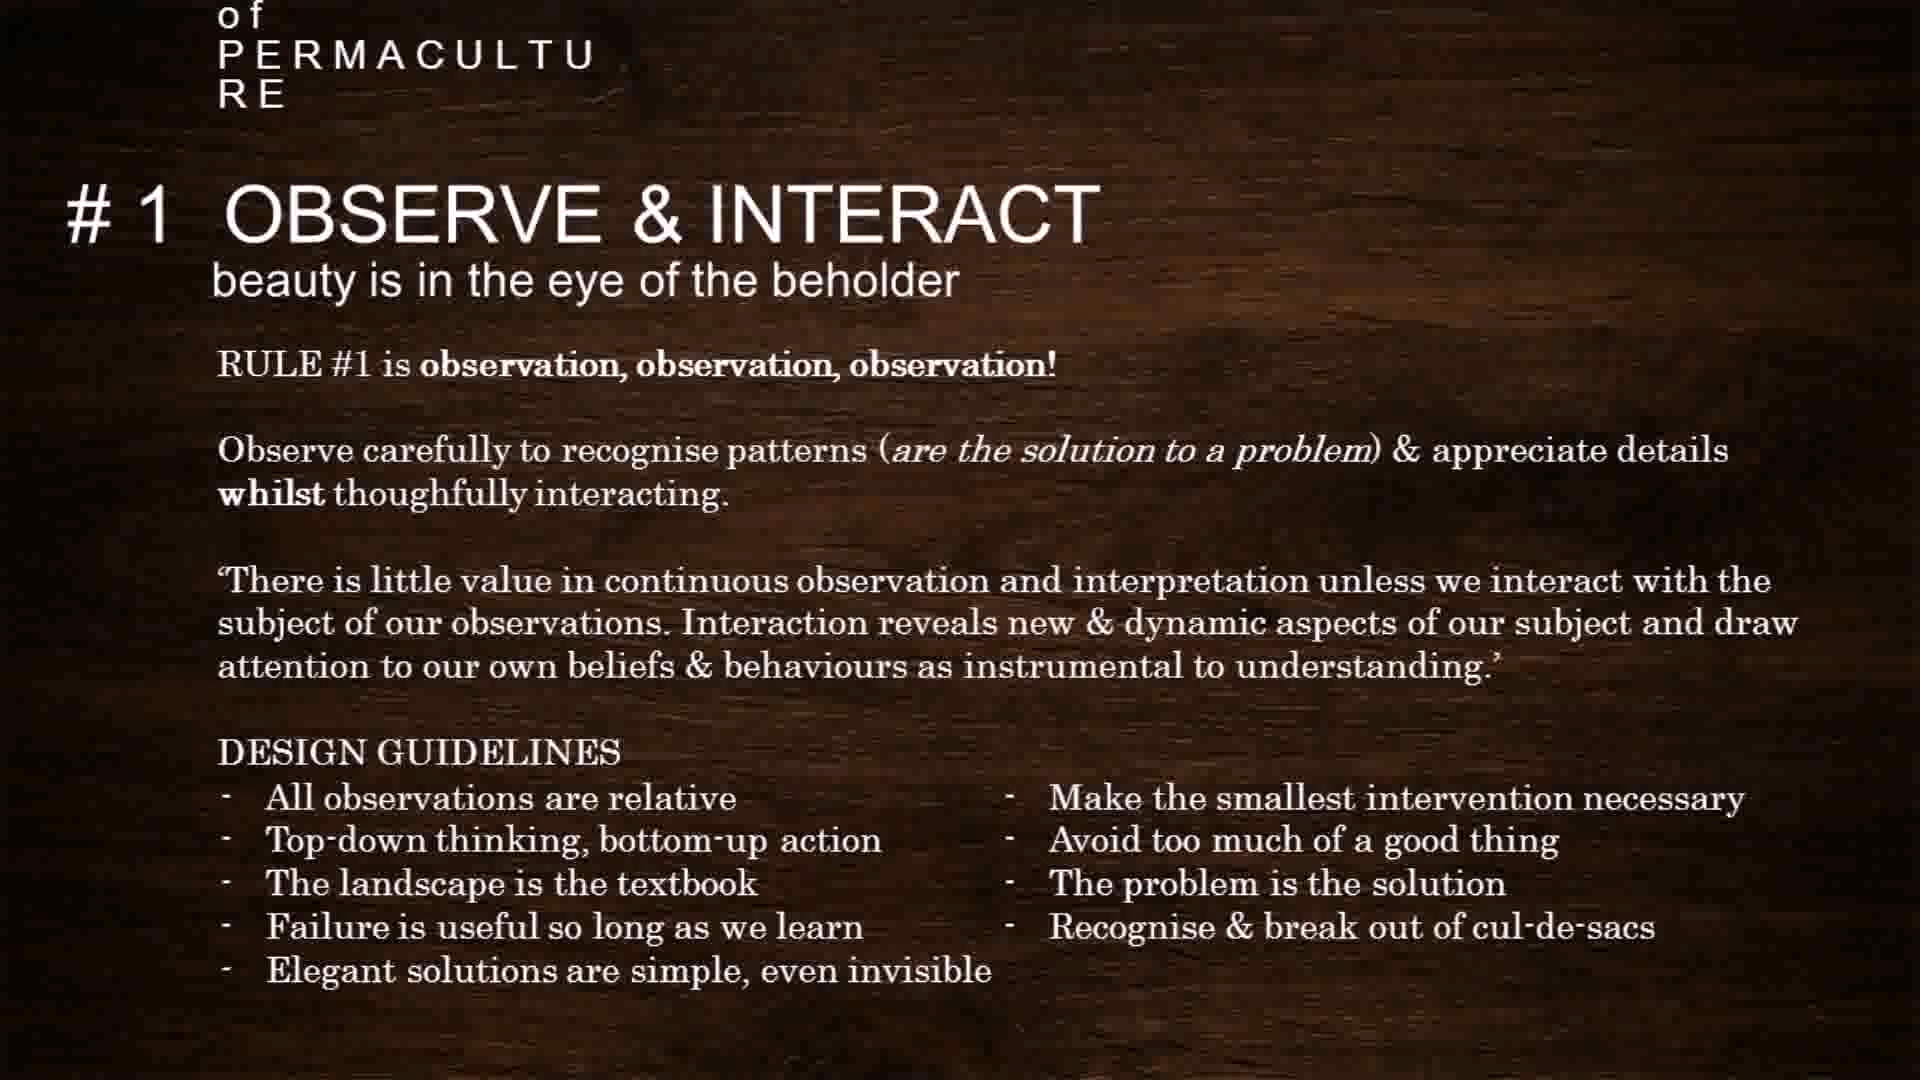 of
PERMACULTU
RE
#1 OBSERVE & INTERACT
beauty is in the eye of the beholder
RULE #1 is observation, observation, observation!
Observe carefully to recognise patterns (are the solution to a problem) & appreciate details
whilst thoughfully interacting.
‘There is little value in continuous observation and interpretation unless we interact with the
subject of our observations. Interaction reveals new & dynamic aspects of our subject and draw
attention to our own beliefs & behaviours as instrumental to understanding.’
DESIGN GUIDELINES
- All observations are relative
- Top-down thinking, bottom-up action
- The landscape is the textbook
- Failure is useful so long as we learn
- Elegant solutions are simple, even invisible
- Make the smallest intervention necessary
- Avoid too much of a good thing
- The problem is the solution
- Recognise & break out of cul-de-sacs